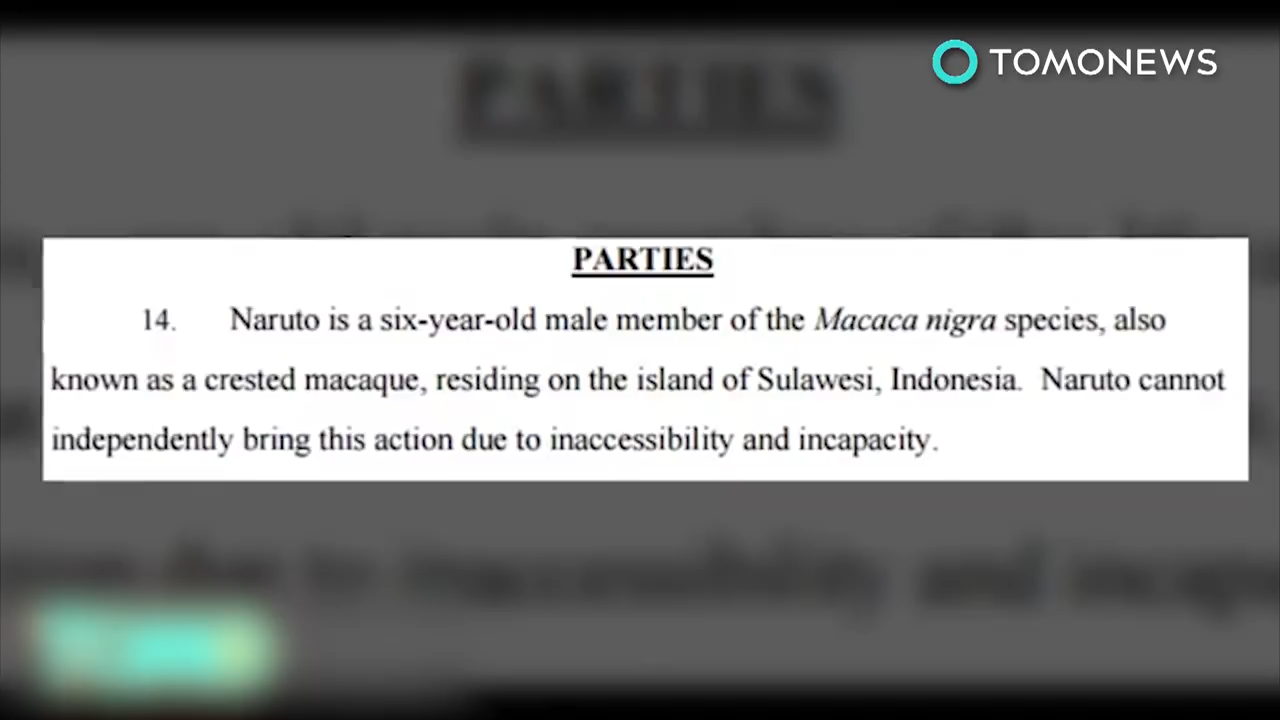 TOMONEWS
PARTIES
14. Naruto is a six-year-old male member of the Macaca nigra species, also
known as a crested macaque, residing on the island of Sulawesi, Indonesia. Naruto cannot
independently bring this action due to inaccessibility and incapacity.